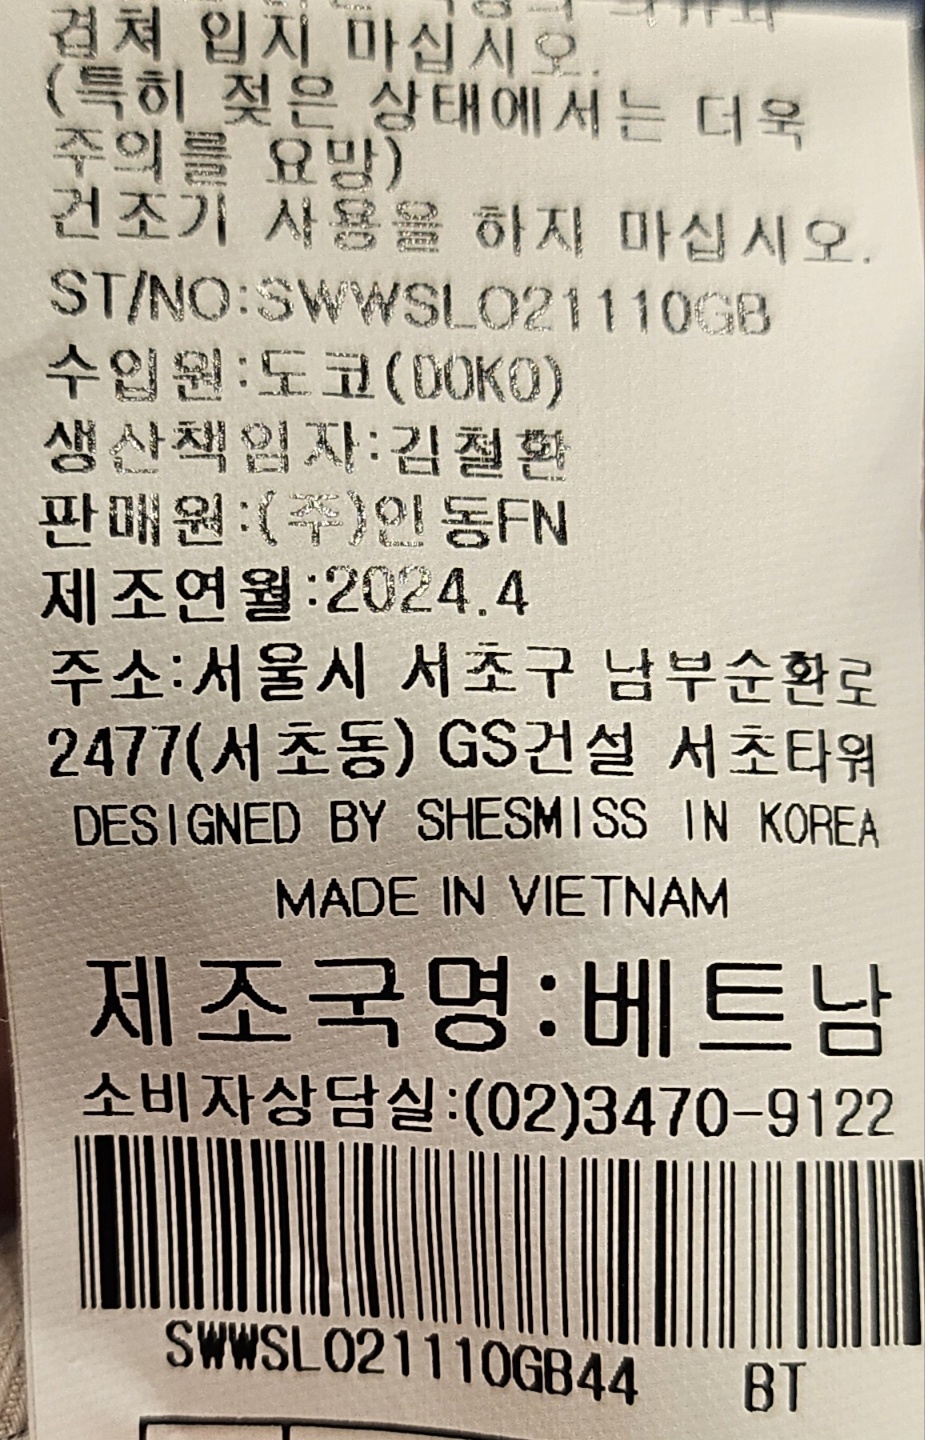 겹쳐 입지 마십시오.
(특히 젖은 상태에서는 더욱
주의를 요망)
건조기 사용을 하지 마십시오.
ST/NO:SWWSLO21110GB
수입원:도코(DOKO)
생산책임자:김철환
판매원:(주)인동FN
제조연월:2024.4
주소:서울시 서초구 남부순환로
2477(서초동) GS건설 서초타워
DESIGNED BY SHESMISS IN KOREA
MADE IN VIETNAM
제조국명:베트남
소비자상담실:(02)3470-9122
SWWSLO21110GB44 BT